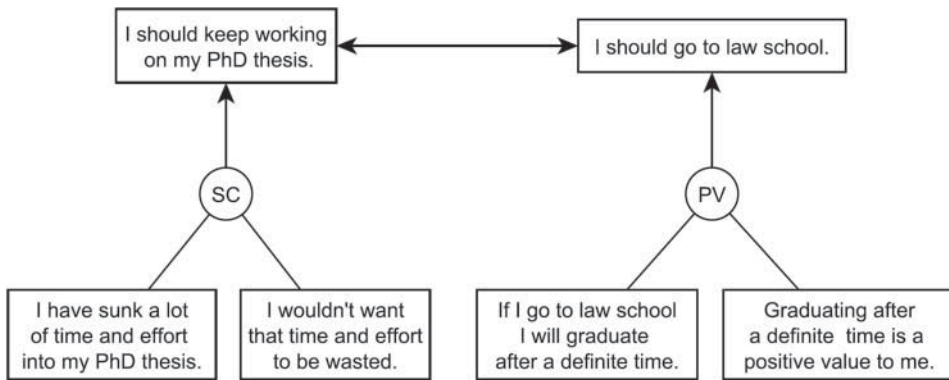 I should keep working
on my PhD thesis.
I should go to law school.
SC
PV
I have sunk a lot
of time and effort
into my PhD thesis.
I wouldn't want
that time and effort
to be wasted.
If I go to law school
I will graduate
after a definite time.
Graduating after
a definite time is a
positive value to me.